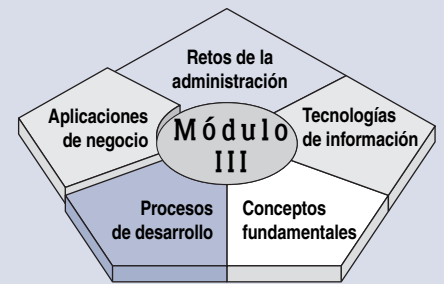 Retos de la
administración
Aplicaciones
de negocio
Módulo
III
Tecnologías
de información
Procesos
de desarrollo
Conceptos
fundamentales